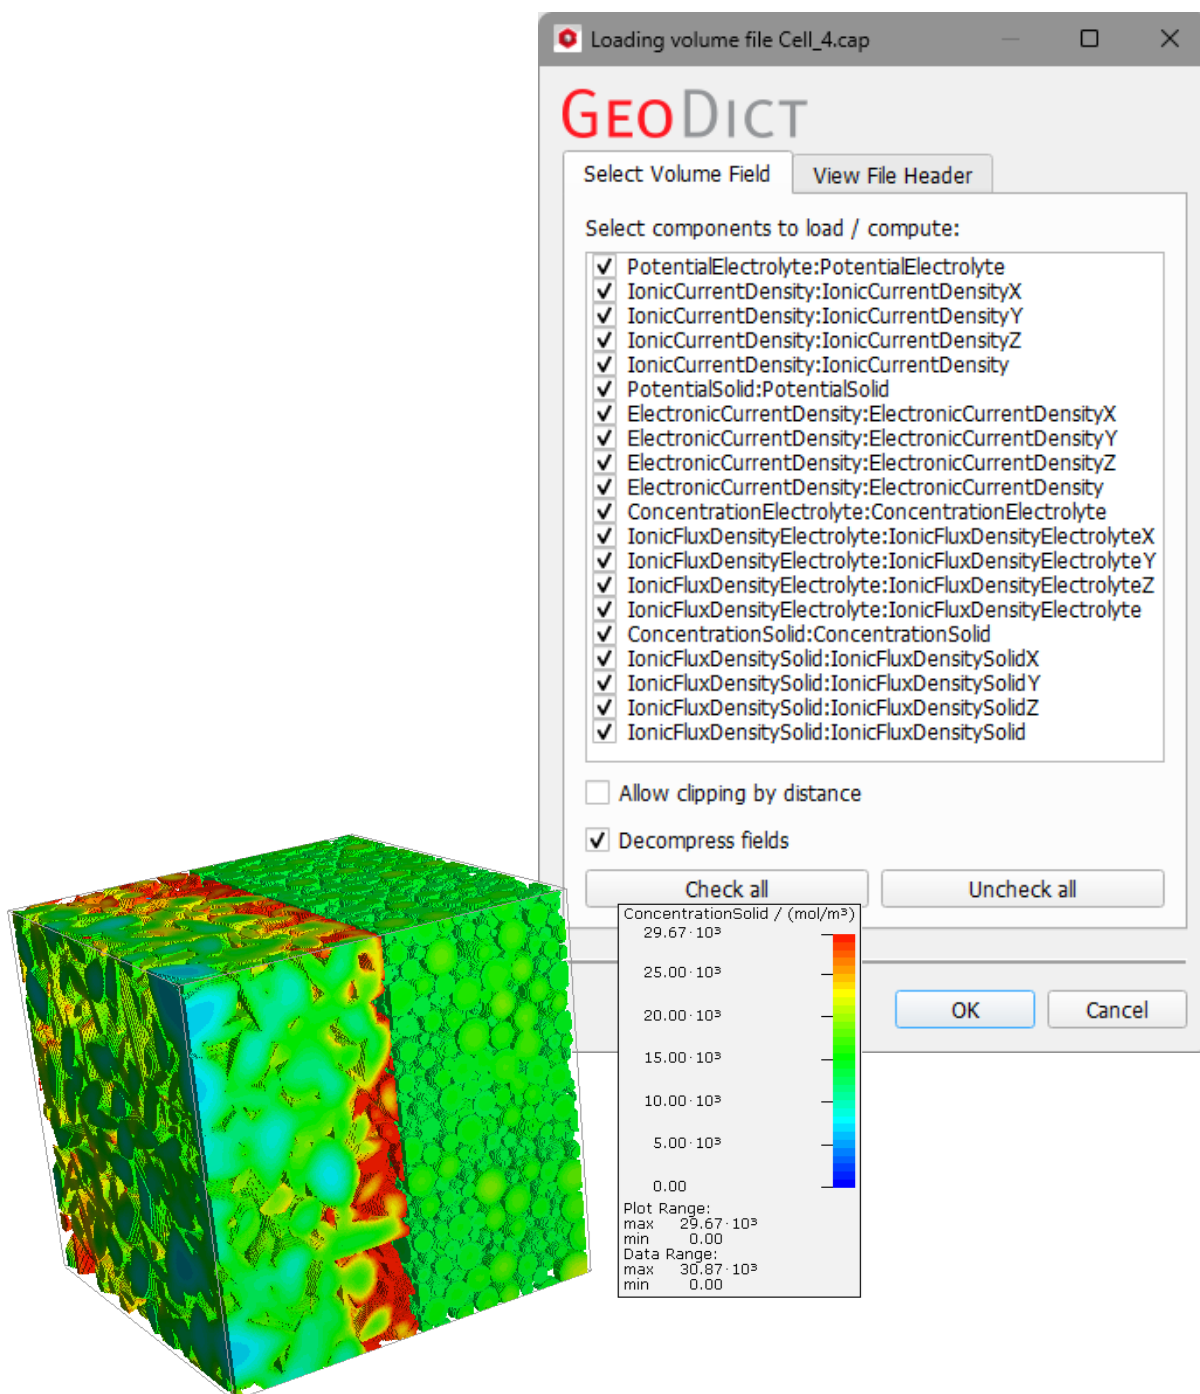 Loading volume file Cell_4.cap
GEODICT
Select Volume Field
View File Header
Select components to load / compute:
PotentialElectrolyte:PotentialElectrolyte
IonicCurrentDensity:IonicCurrentDensityX
IonicCurrentDensity:IonicCurrentDensityY
IonicCurrentDensity:IonicCurrentDensityZ
IonicCurrentDensity:IonicCurrentDensity
PotentialSolid:PotentialSolid
ElectronicCurrentDensity:ElectronicCurrentDensityX
ElectronicCurrentDensity:ElectronicCurrentDensityY
ElectronicCurrentDensity:ElectronicCurrentDensityZ
ElectronicCurrentDensity:ElectronicCurrentDensity
ConcentrationElectrolyte:ConcentrationElectrolyte
IonicFluxDensityElectrolyte:IonicFluxDensityElectrolyteX
IonicFluxDensityElectrolyte:IonicFluxDensityElectrolyteY
IonicFluxDensityElectrolyte:IonicFluxDensityElectrolyteZ
IonicFluxDensityElectrolyte:IonicFluxDensityElectrolyte
ConcentrationSolid:ConcentrationSolid
IonicFluxDensitySolid:IonicFluxDensitySolidX
IonicFluxDensitySolid:IonicFluxDensitySolidY
IonicFluxDensitySolid:IonicFluxDensitySolidZ
IonicFluxDensitySolid:IonicFluxDensitySolid
Allow clipping by distance
Decompress fields
Check all
Uncheck all
OK
Cancel
ConcentrationSolid / (mol/m³)
29.67·10³
25.00·10³
20.00·10³
15.00·10³
10.00·10³
5.00·10³
0.00
Plot Range:
max 29.67·10³
min 0.00
Data Range:
max 30.87·10³
min 0.00